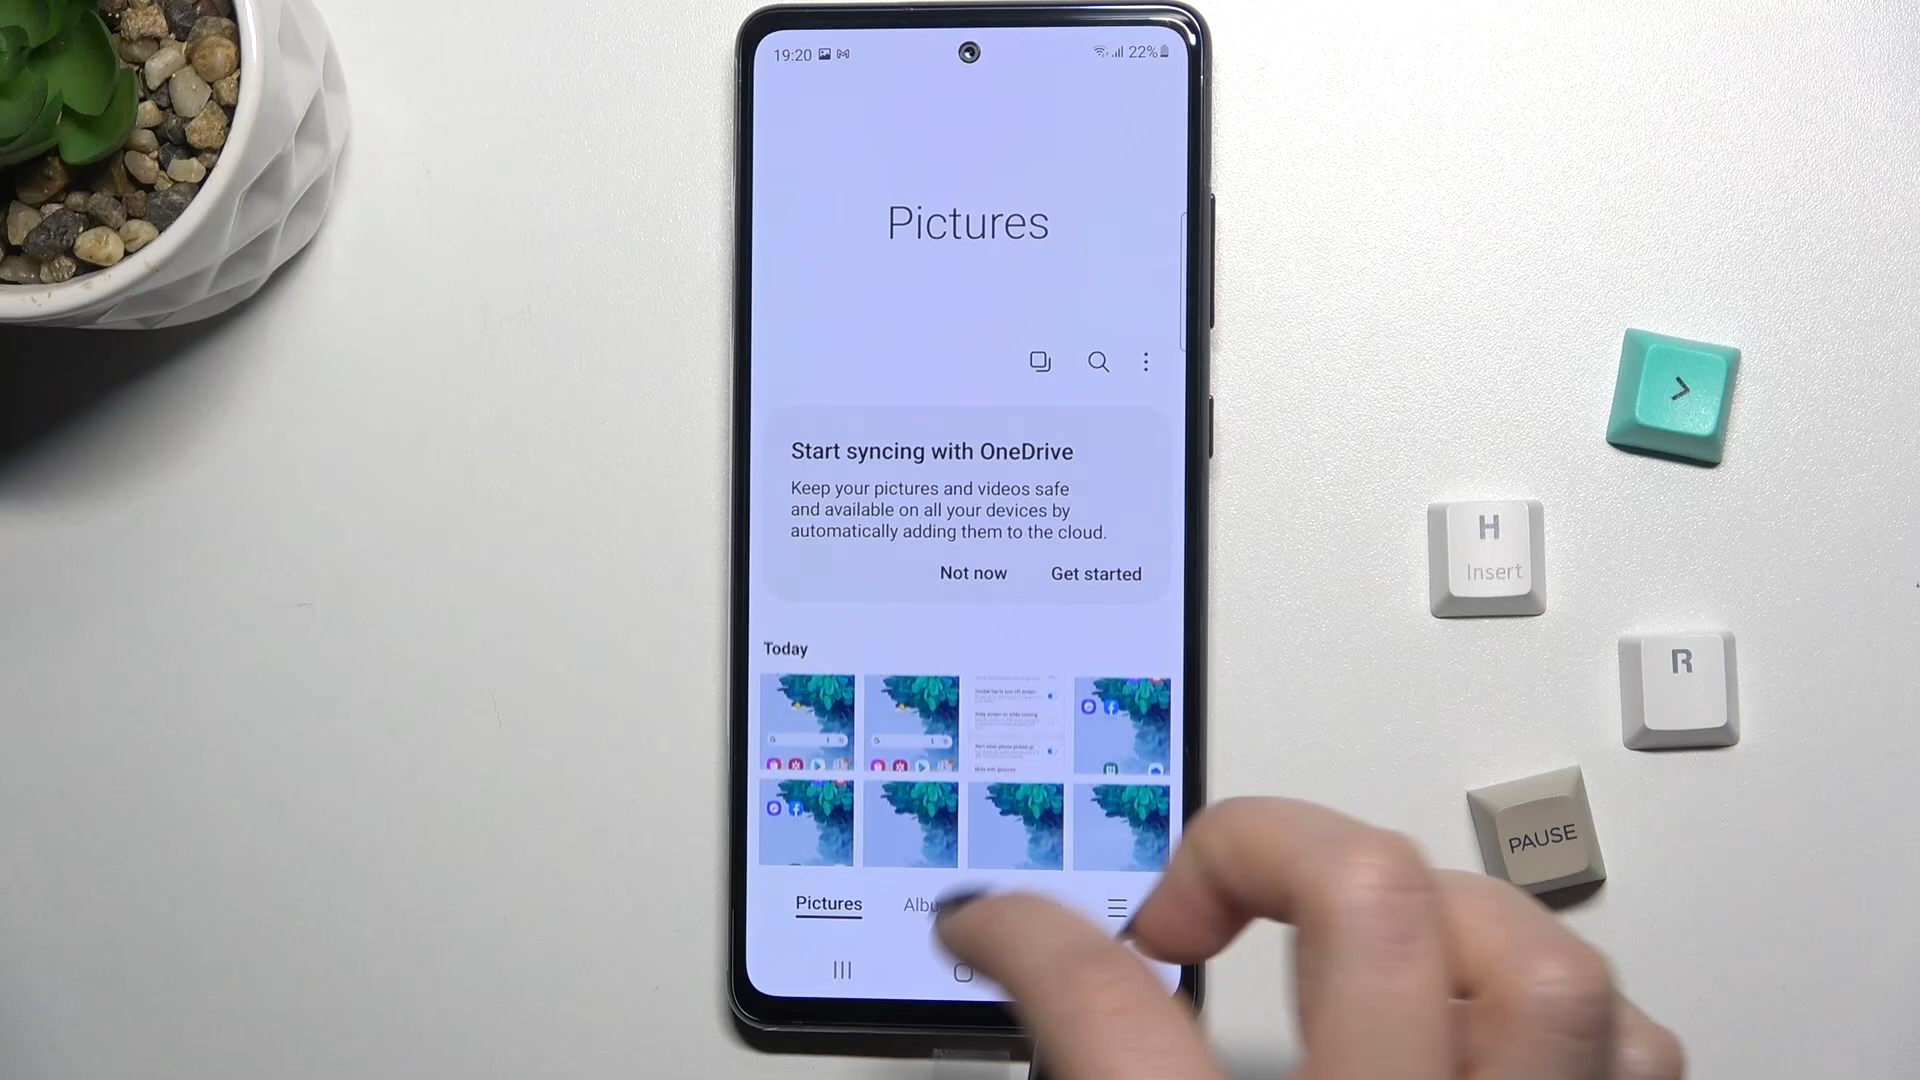 19:20
22%
Pictures
Start syncing with OneDrive
Keep your pictures and videos safe
and available on all your devices by
automatically adding them to the cloud.
Not now Get started
Today
Pictures
>
H
Insert
R
PAUSE